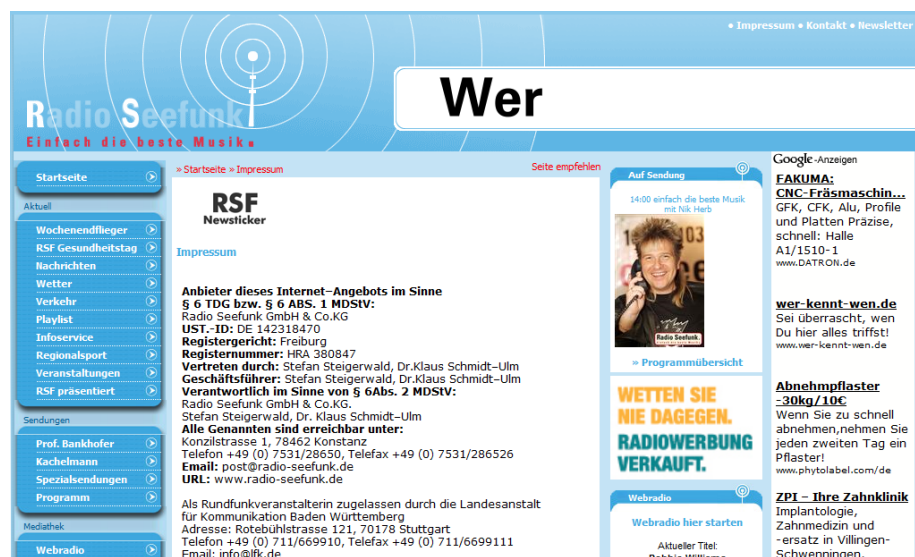 • Impressum • Kontakt • Newsletter
Wer
Radio Seefunk
Einfach die beste Musik
Startseite
Aktuell
Wochenendflieger
RSF Gesundheitstag
Nachrichten
Wetter
Verkehr
Playlist
Infoservice
Regionalsport
Veranstaltungen
RSF präsentiert
Sendungen
Prof. Bankhofer
Kachelmann
Spezialsendungen
Programm
Mediathek
Webradio
» Startseite » Impressum
Seite empfehlen
RSF
Newsticker
Impressum
Anbieter dieses Internet-Angebots im Sinne
§ 6 TDG bzw. § 6 ABS. 1 MDStV:
Radio Seefunk GmbH & Co.KG
UST.-ID: DE 142318470
Registergericht: Freiburg
Registernummer: HRA 380847
Vertreten durch: Stefan Steigerwald, Dr.Klaus Schmidt-Ulm
Geschäftsführer: Stefan Steigerwald, Dr.Klaus Schmidt-Ulm
Verantwortlich im Sinne von § 6Abs. 2 MDStV:
Radio Seefunk GmbH & Co.KG.
Stefan Steigerwald, Dr. Klaus Schmidt-Ulm
Alle Genannten sind erreichbar unter:
Konzilstrasse 1, 78462 Konstanz
Telefon +49 (0) 7531/28650, Telefax +49 (0) 7531/286526
Email: post@radio-seefunk.de
URL: www.radio-seefunk.de
Als Rundfunkveranstalterin zugelassen durch die Landesanstalt
für Kommunikation Baden Württemberg
Adresse: Rotebühlstrasse 121, 70178 Stuttgart
Telefon +49 (0) 711/669910, Telefax +49 (0) 711/6699111
Email: info@lfk.de
Auf Sendung
14:00 einfach die beste Musik
mit Nik Herb
Radio Seefunk
» Programmübersicht
WETTEN SIE
NIE DAGEGEN.
RADIOWERBUNG
VERKAUFT.
Webradio
Webradio hier starten
Aktueller Titel:
Robbie Williams
Google-Anzeigen
FAKUMA:
CNC-Fräsmaschin...
GFK, CFK, Alu, Profile
und Platten Präzise,
schnell: Halle
A1/1510-1
www.DATRON.de
wer-kennt-wen.de
Sei überrascht, wen
Du hier alles triffst!
www.wer-kennt-wen.de
Abnehmpflaster
-30kg/10€
Wenn Sie zu schnell
abnehmen,nehmen Sie
jeden zweiten Tag ein
Pflaster!
www.phytolabel.com/de
ZPI – Ihre Zahnklinik
Implantologie,
Zahnmedizin und
-ersatz in Villingen-
Schwenningen.